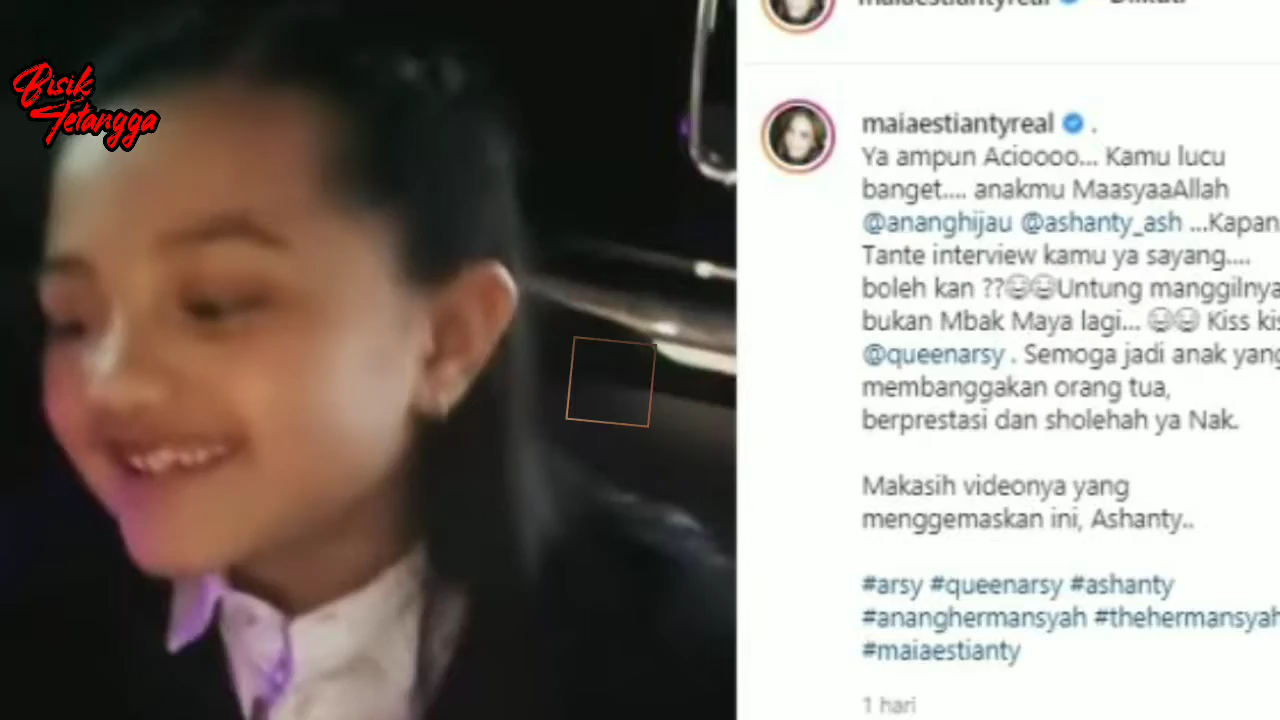 Bisik
Tetangga
maiaestiantyreal
maiaestiantyreal .
Ya ampun Acioooo... Kamu lucu
banget.... anakmu MaasyaaAllah
@ananghijau @ashanty_ash ...Kapan
Tante interview kamu ya sayang....
boleh kan ??😄😄Untung manggilnya
bukan Mbak Maya lagi... 😄😄 Kiss
@queenarsy . Semoga jadi anak yang
membanggakan orang tua,
berprestasi dan sholehah ya Nak.
Makasih videonya yang
menggemaskan ini, Ashanty..
#arsy #queenarsy #ashanty
#ananghermansyah #thehermansyah
#maiaestianty
1 hari